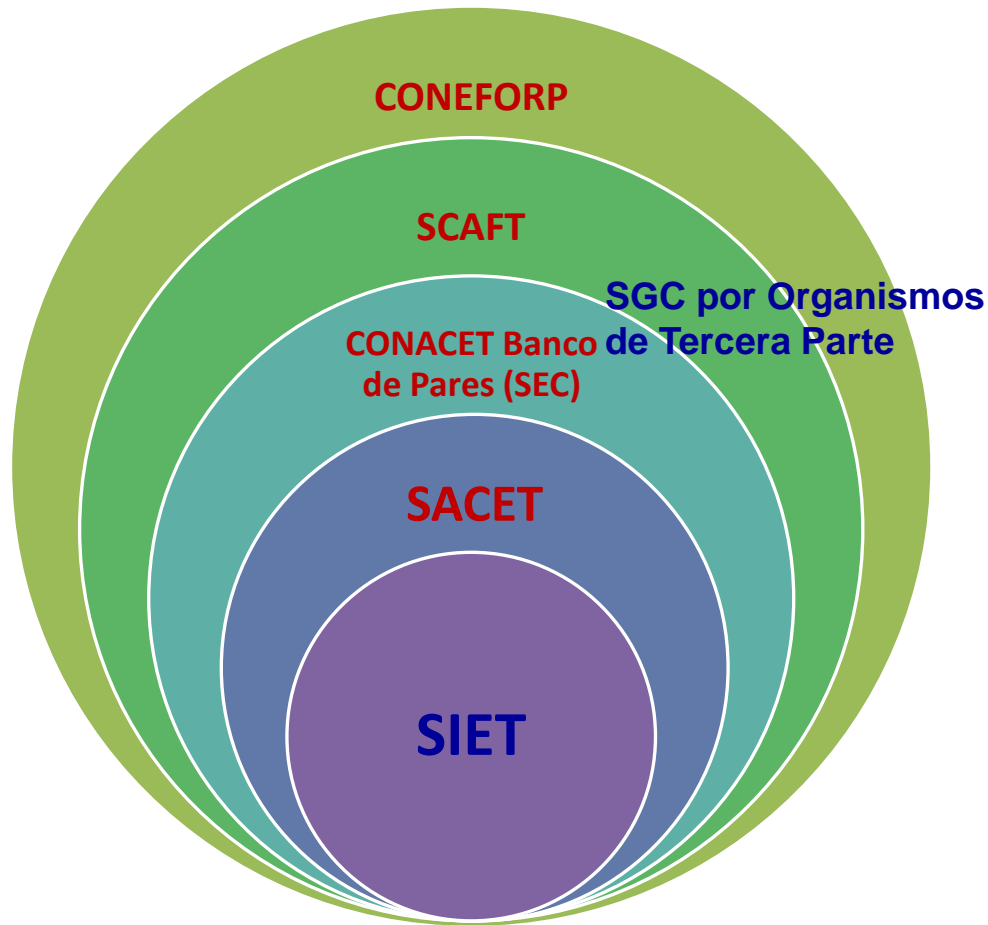 CONEFORP
SCAFT
SGC por Organismos
de Tercera Parte
CONACET Banco
de Pares (SEC)
SACET
SIET